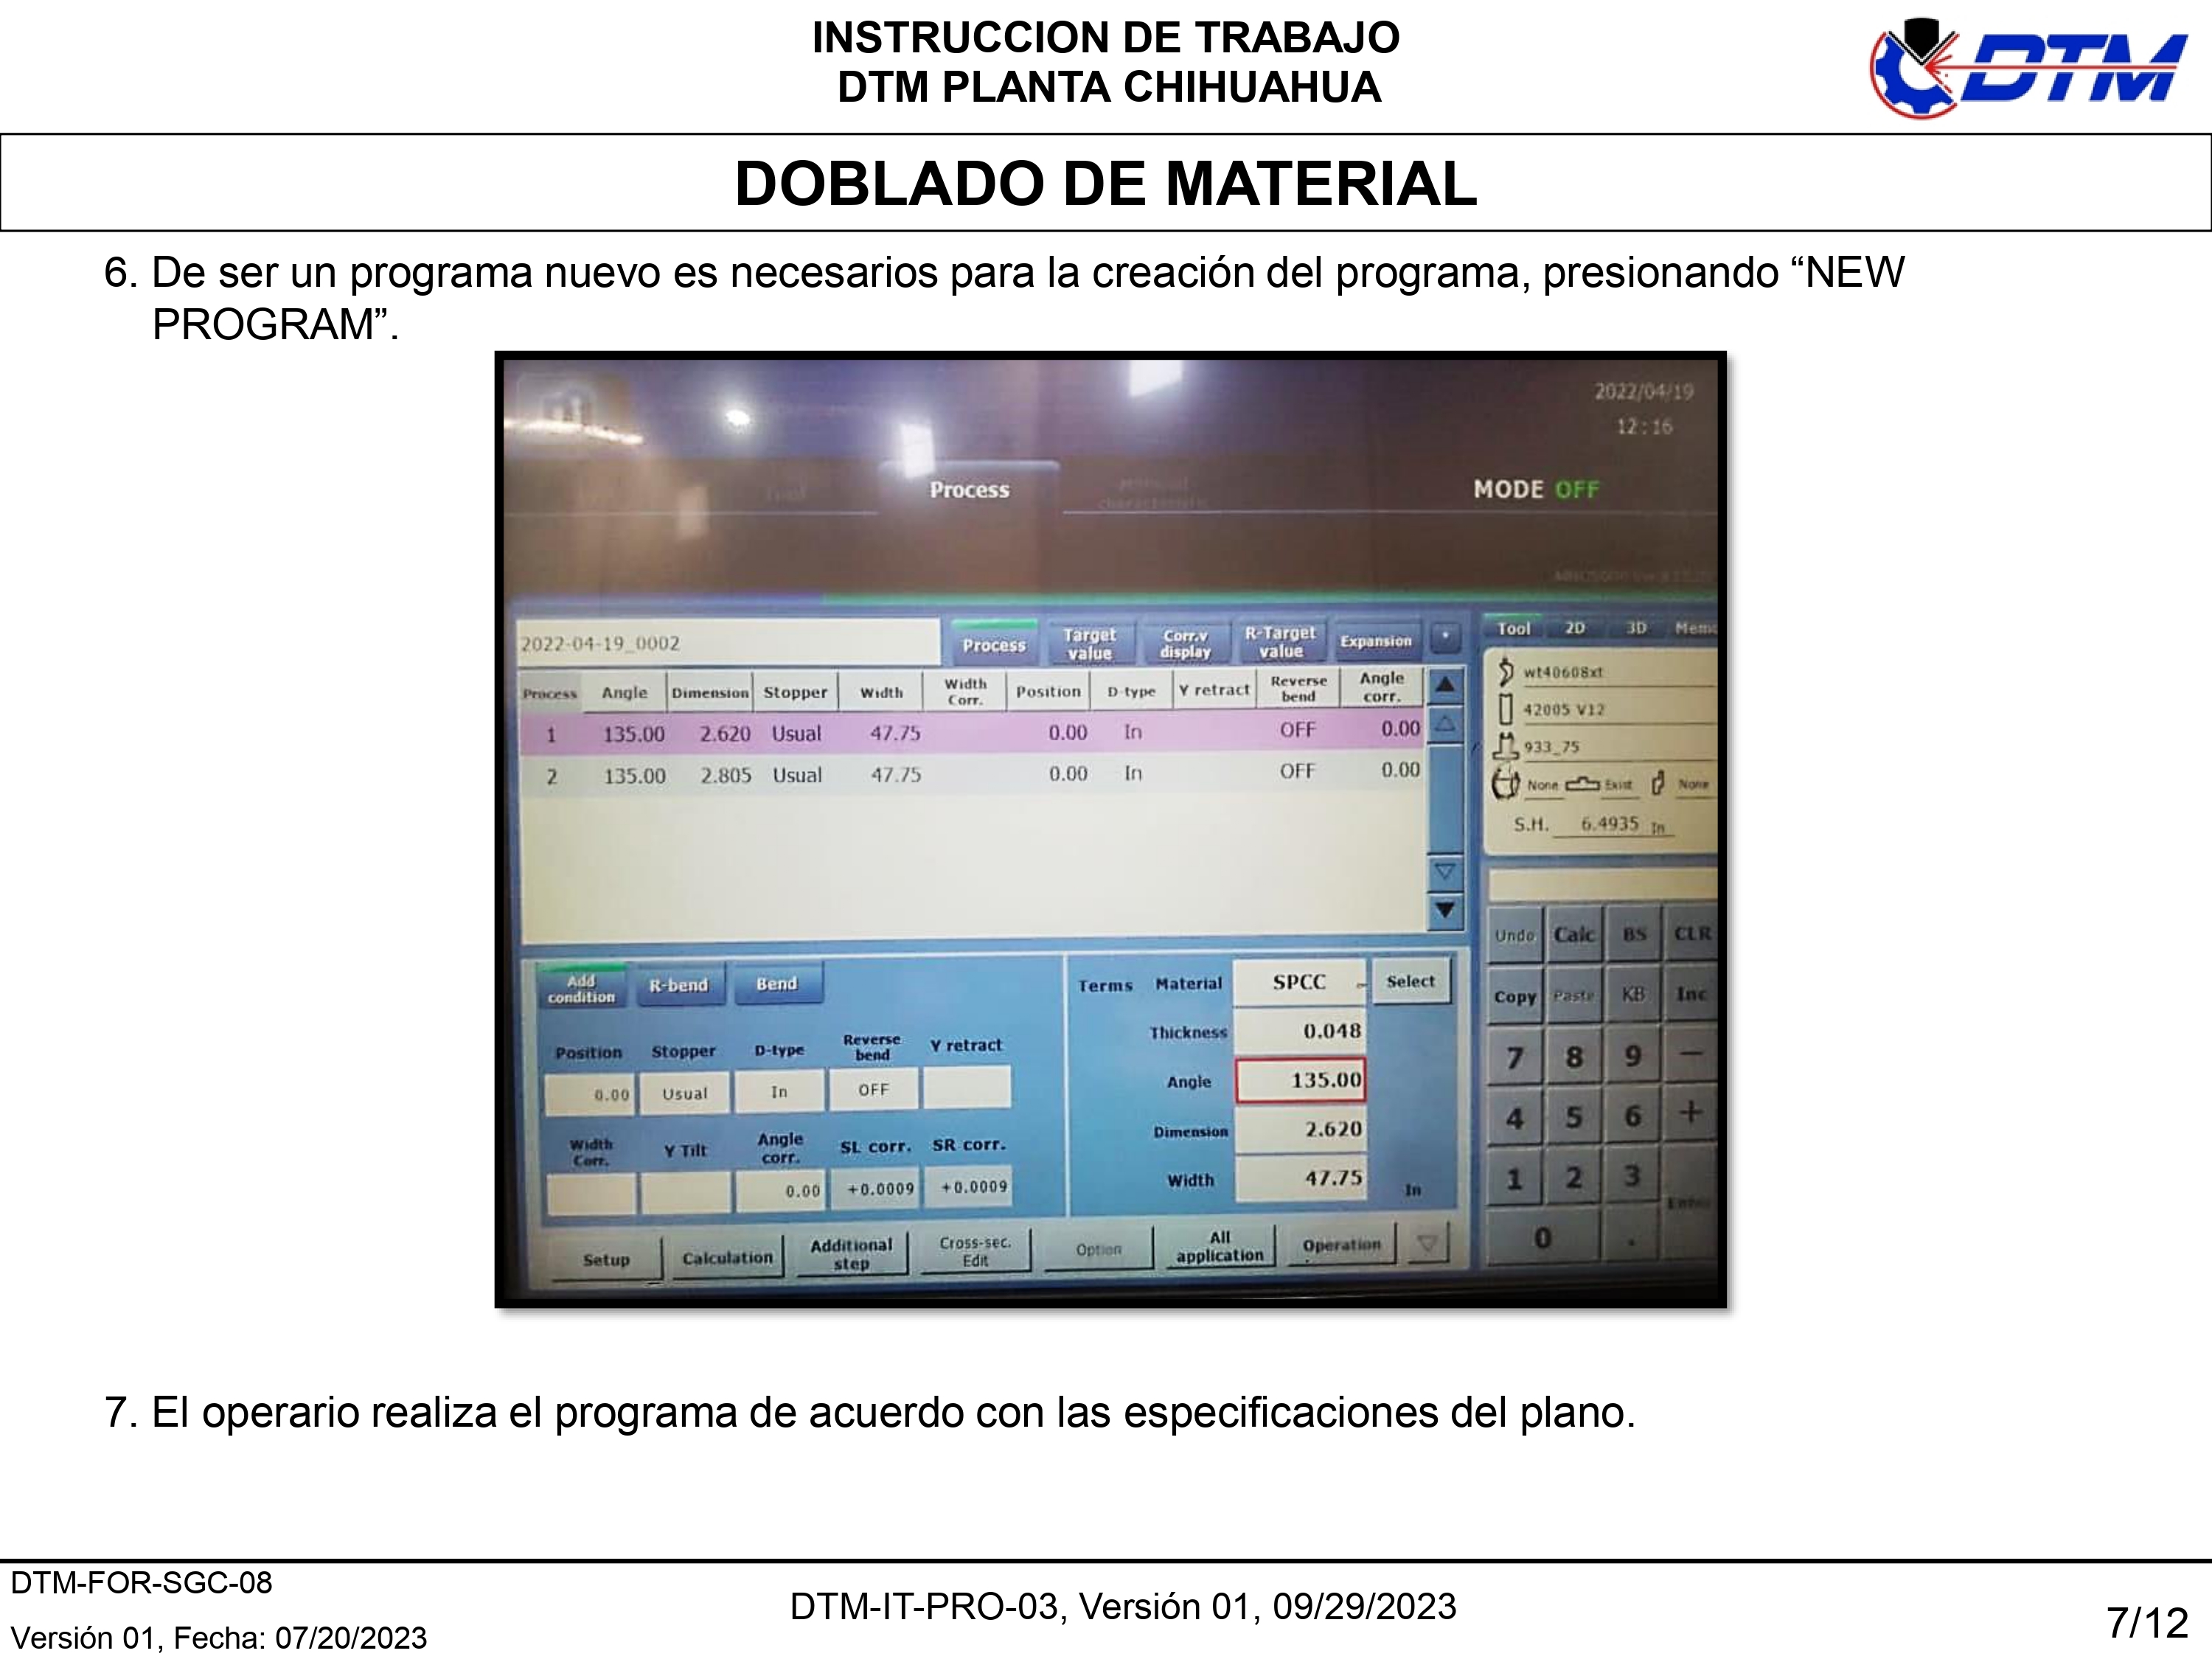 INSTRUCCION DE TRABAJO
DTM PLANTA CHIHUAHUA
DTM
DOBLADO DE MATERIAL
6. De ser un programa nuevo es necesarios para la creación del programa, presionando “NEW
PROGRAM”.
2022/04/19
12:16
Process
MODE OFF
2022-04-19_0002
Process
Target value
Corr.v display
R-Target value
Expansion
Tool 2D 3D
Process Angle Dimension Stopper Width Width Corr. Position D-type Y retract Reverse bend Angle corr.
1 135.00 2.620 Usual 47.75 0.00 In OFF 0.00
2 135.00 2.805 Usual 47.75 0.00 In OFF 0.00
wt40608xt
42005 V12
933_75
None Exist None
S.H. 6.4935 In
Undo Calc BS CLR
Copy Paste KB Inc
7 8 9 −
4 5 6 +
1 2 3
Enter
0 .
Add condition
R-bend
Bend
Position Stopper D-type Reverse bend Y retract
0.00 Usual In OFF
Width Corr. Y Tilt Angle corr. SL corr. SR corr.
0.00 +0.0009 +0.0009
Terms Material SPCC Select
Thickness 0.048
Angle 135.00
Dimension 2.620
Width 47.75 In
Setup
Calculation
Additional step
Cross-sec. Edit
Option
All application
Operation
7. El operario realiza el programa de acuerdo con las especificaciones del plano.
DTM-FOR-SGC-08
Versión 01, Fecha: 07/20/2023
DTM-IT-PRO-03, Versión 01, 09/29/2023
7/12